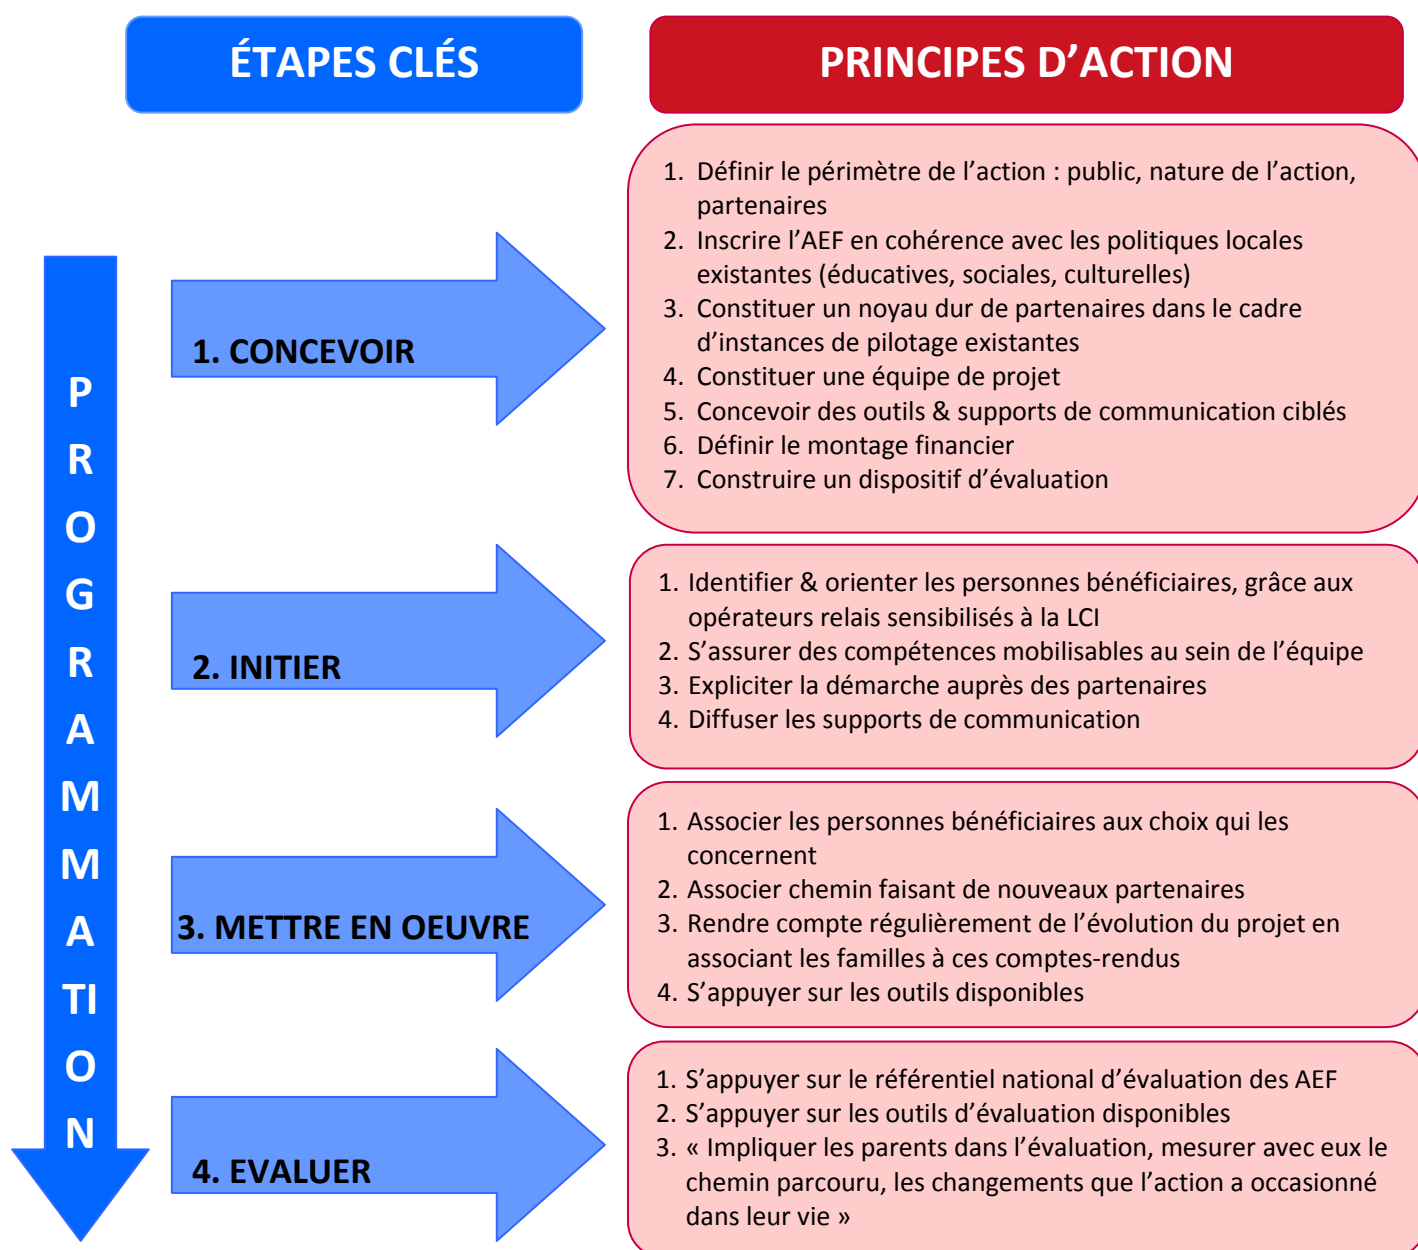 ÉTAPES CLÉS
PRINCIPES D’ACTION
PROGRAMMATION
1. CONCEVOIR
1. Définir le périmètre de l’action : public, nature de l’action,
partenaires
2. Inscrire l’AEF en cohérence avec les politiques locales
existantes (éducatives, sociales, culturelles)
3. Constituer un noyau dur de partenaires dans le cadre
d’instances de pilotage existantes
4. Constituer une équipe de projet
5. Concevoir des outils & supports de communication ciblés
6. Définir le montage financier
7. Construire un dispositif d’évaluation
2. INITIER
1. Identifier & orienter les personnes bénéficiaires, grâce aux
opérateurs relais sensibilisés à la LCI
2. S’assurer des compétences mobilisables au sein de l’équipe
3. Expliciter la démarche auprès des partenaires
4. Diffuser les supports de communication
3. METTRE EN OEUVRE
1. Associer les personnes bénéficiaires aux choix qui les
concernent
2. Associer chemin faisant de nouveaux partenaires
3. Rendre compte régulièrement de l’évolution du projet en
associant les familles à ces comptes-rendus
4. S’appuyer sur les outils disponibles
4. EVALUER
1. S’appuyer sur le référentiel national d’évaluation des AEF
2. S’appuyer sur les outils d’évaluation disponibles
3. « Impliquer les parents dans l’évaluation, mesurer avec eux le
chemin parcouru, les changements que l’action a occasionné
dans leur vie »